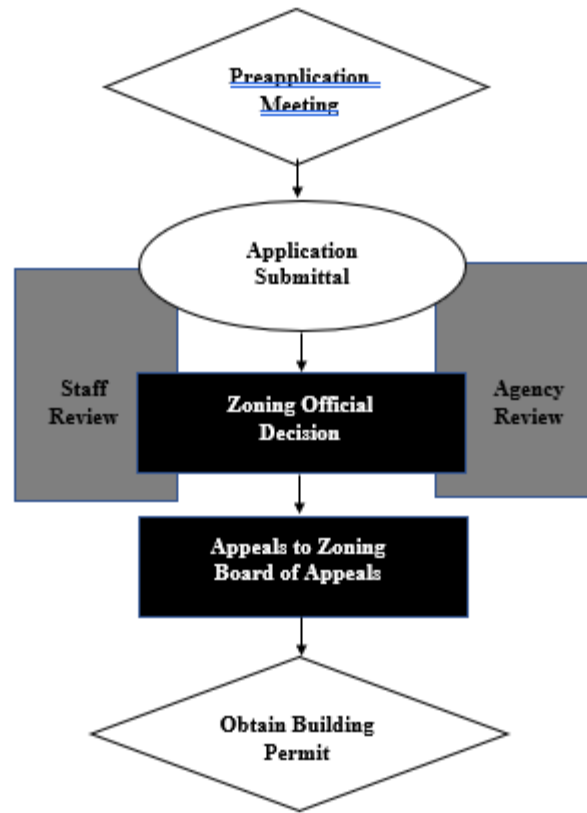 Preapplication
Meeting
Application
Submittal
Staff
Review
Zoning Official
Decision
Agency
Review
Appeals to Zoning
Board of Appeals
Obtain Building
Permit